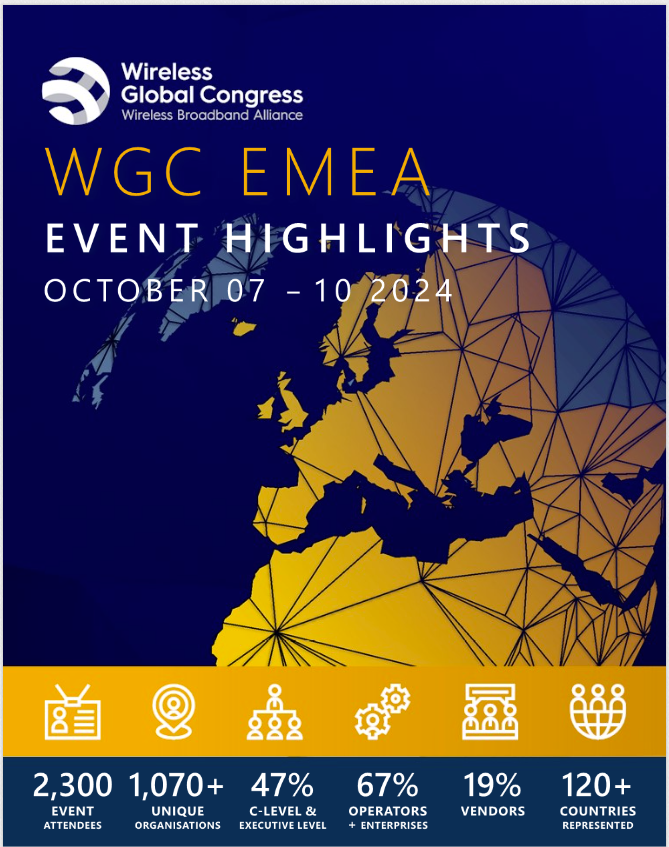 Wireless
Global Congress
Wireless Broadband Alliance
WGC EMEA
EVENT HIGHLIGHTS
OCTOBER 07 – 10 2024
2,300 1,070+ 47% 67% 19% 120+
EVENT UNIQUE C-LEVEL & OPERATORS VENDORS COUNTRIES
ATTENDEES ORGANISATIONS EXECUTIVE LEVEL + ENTERPRISES REPRESENTED